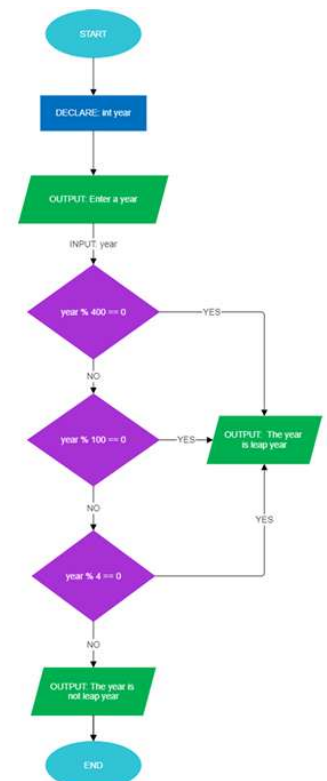 START
DECLARE: int year
OUTPUT: Enter a year
INPUT: year
year % 400 == 0
YES
NO
year % 100 == 0
YES
OUTPUT: The year
is leap year
NO
YES
year % 4 == 0
NO
OUTPUT: The year is
not leap year
END